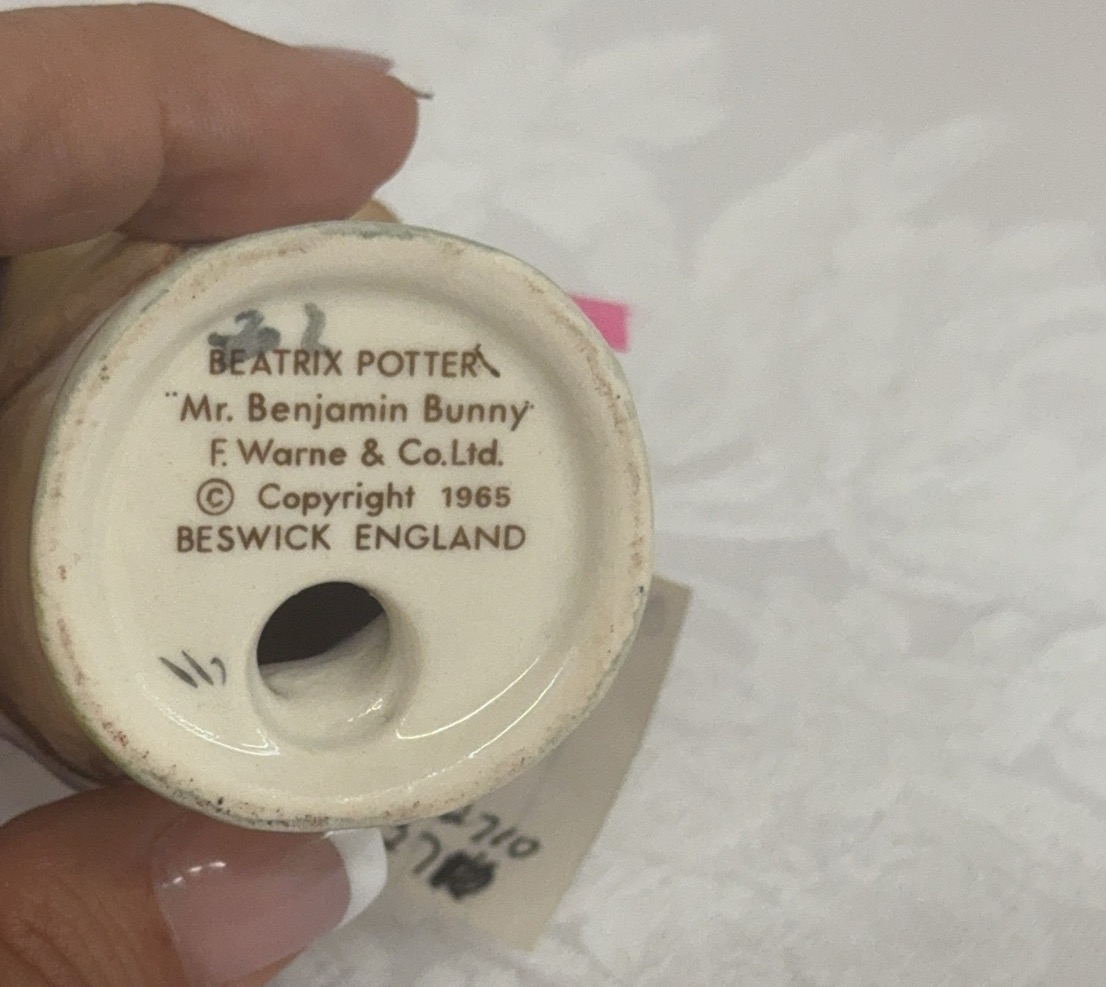 BEATRIX POTTER
"Mr. Benjamin Bunny"
F. Warne & Co.Ltd.
© Copyright 1965
BESWICK ENGLAND